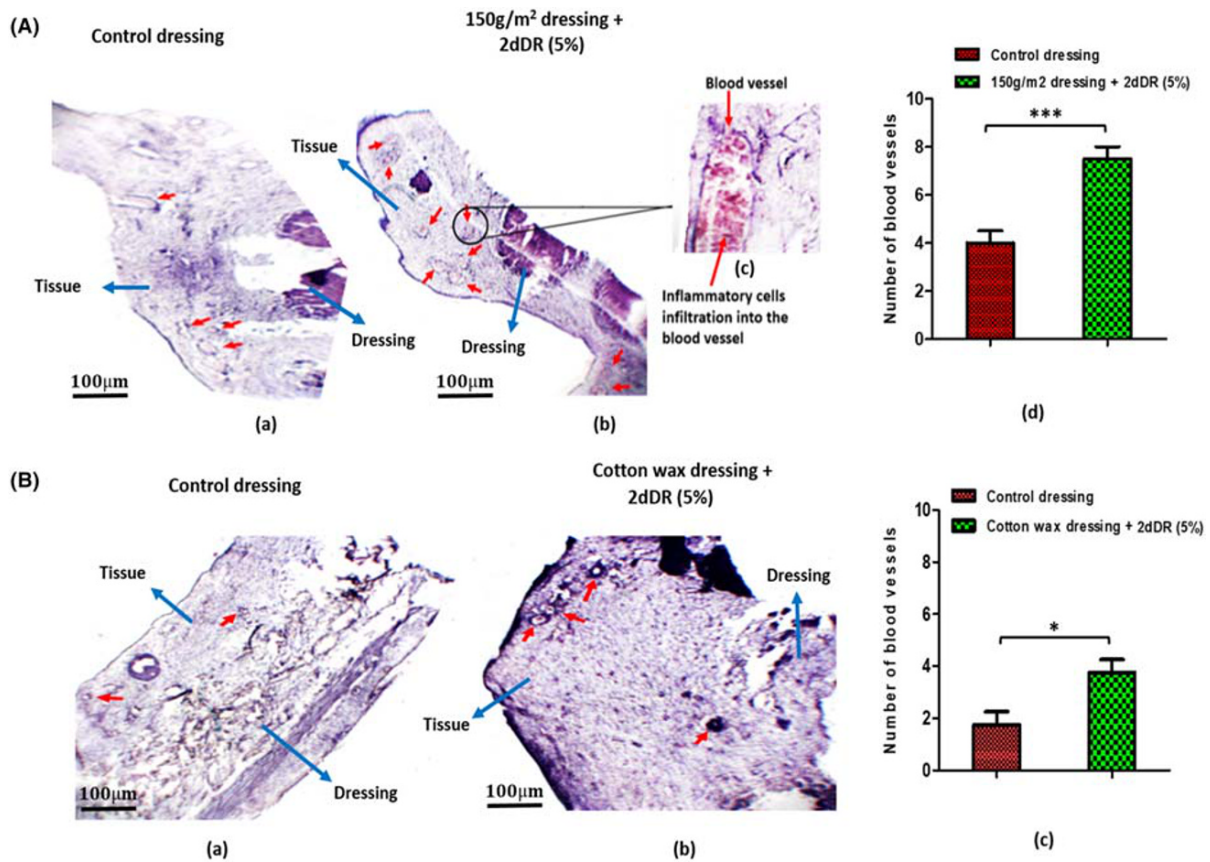 (A)
Control dressing
150g/m² dressing +
2dDR (5%)
Tissue
Dressing
100μm
(a)
Tissue
Dressing
100μm
(b)
Blood vessel
(c)
Inflammatory cells
infiltration into the
blood vessel
Control dressing
150g/m2 dressing + 2dDR (5%)
Number of blood vessels
10
8
6
4
2
0
***
(d)
(B)
Control dressing
Cotton wax dressing +
2dDR (5%)
Tissue
Dressing
100μm
(a)
Dressing
Tissue
100μm
(b)
Control dressing
Cotton wax dressing + 2dDR (5%)
Number of blood vessels
10
8
6
4
2
0
*
(c)